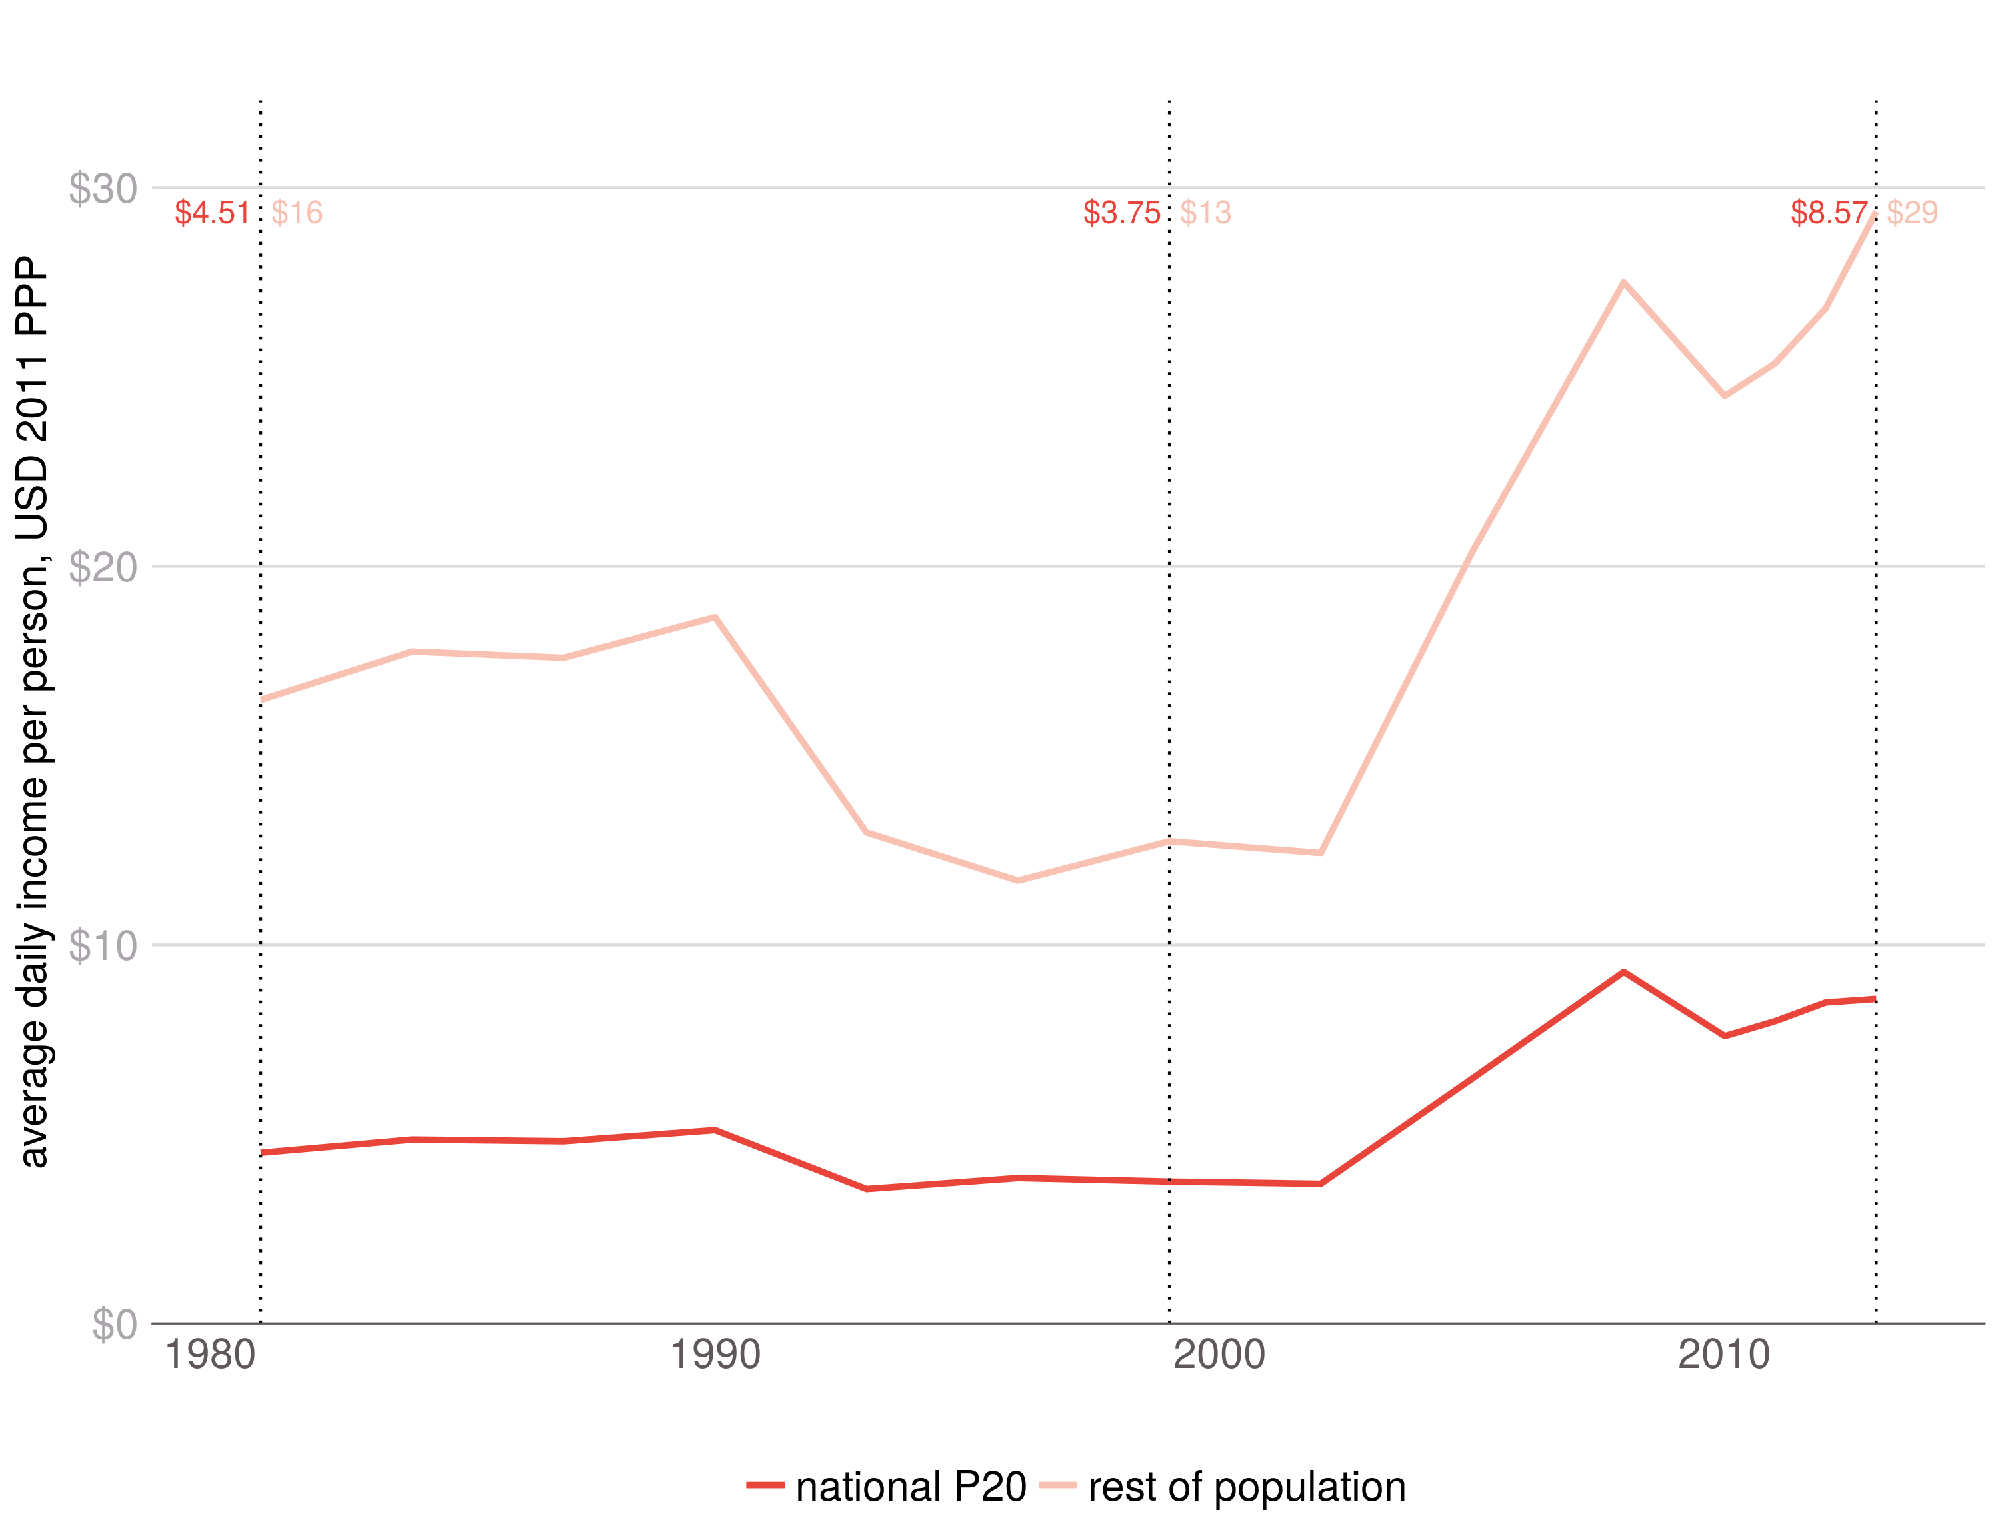 $30
$4.51 $16
$3.75 $13
$8.57 $29
average daily income per person, USD 2011 PPP
$20
$10
$0
1980 1990 2000 2010
national P20 rest of population